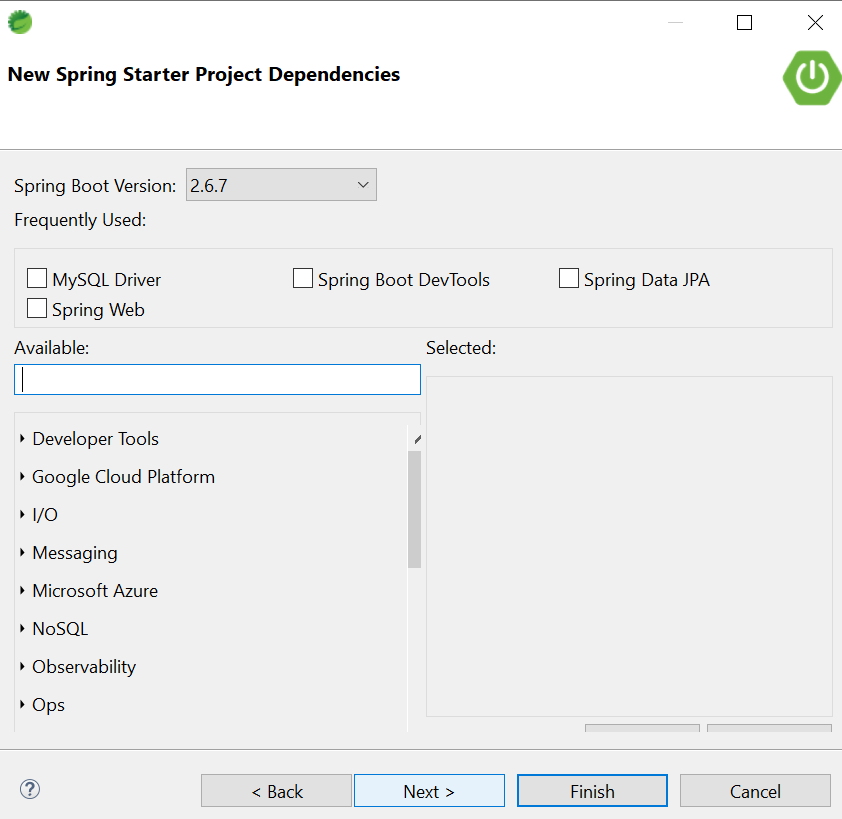 New Spring Starter Project Dependencies
Spring Boot Version: 2.6.7
Frequently Used:
MySQL Driver Spring Boot DevTools Spring Data JPA
Spring Web
Available: Selected:
Developer Tools
Google Cloud Platform
I/O
Messaging
Microsoft Azure
NoSQL
Observability
Ops
? < Back Next > Finish Cancel